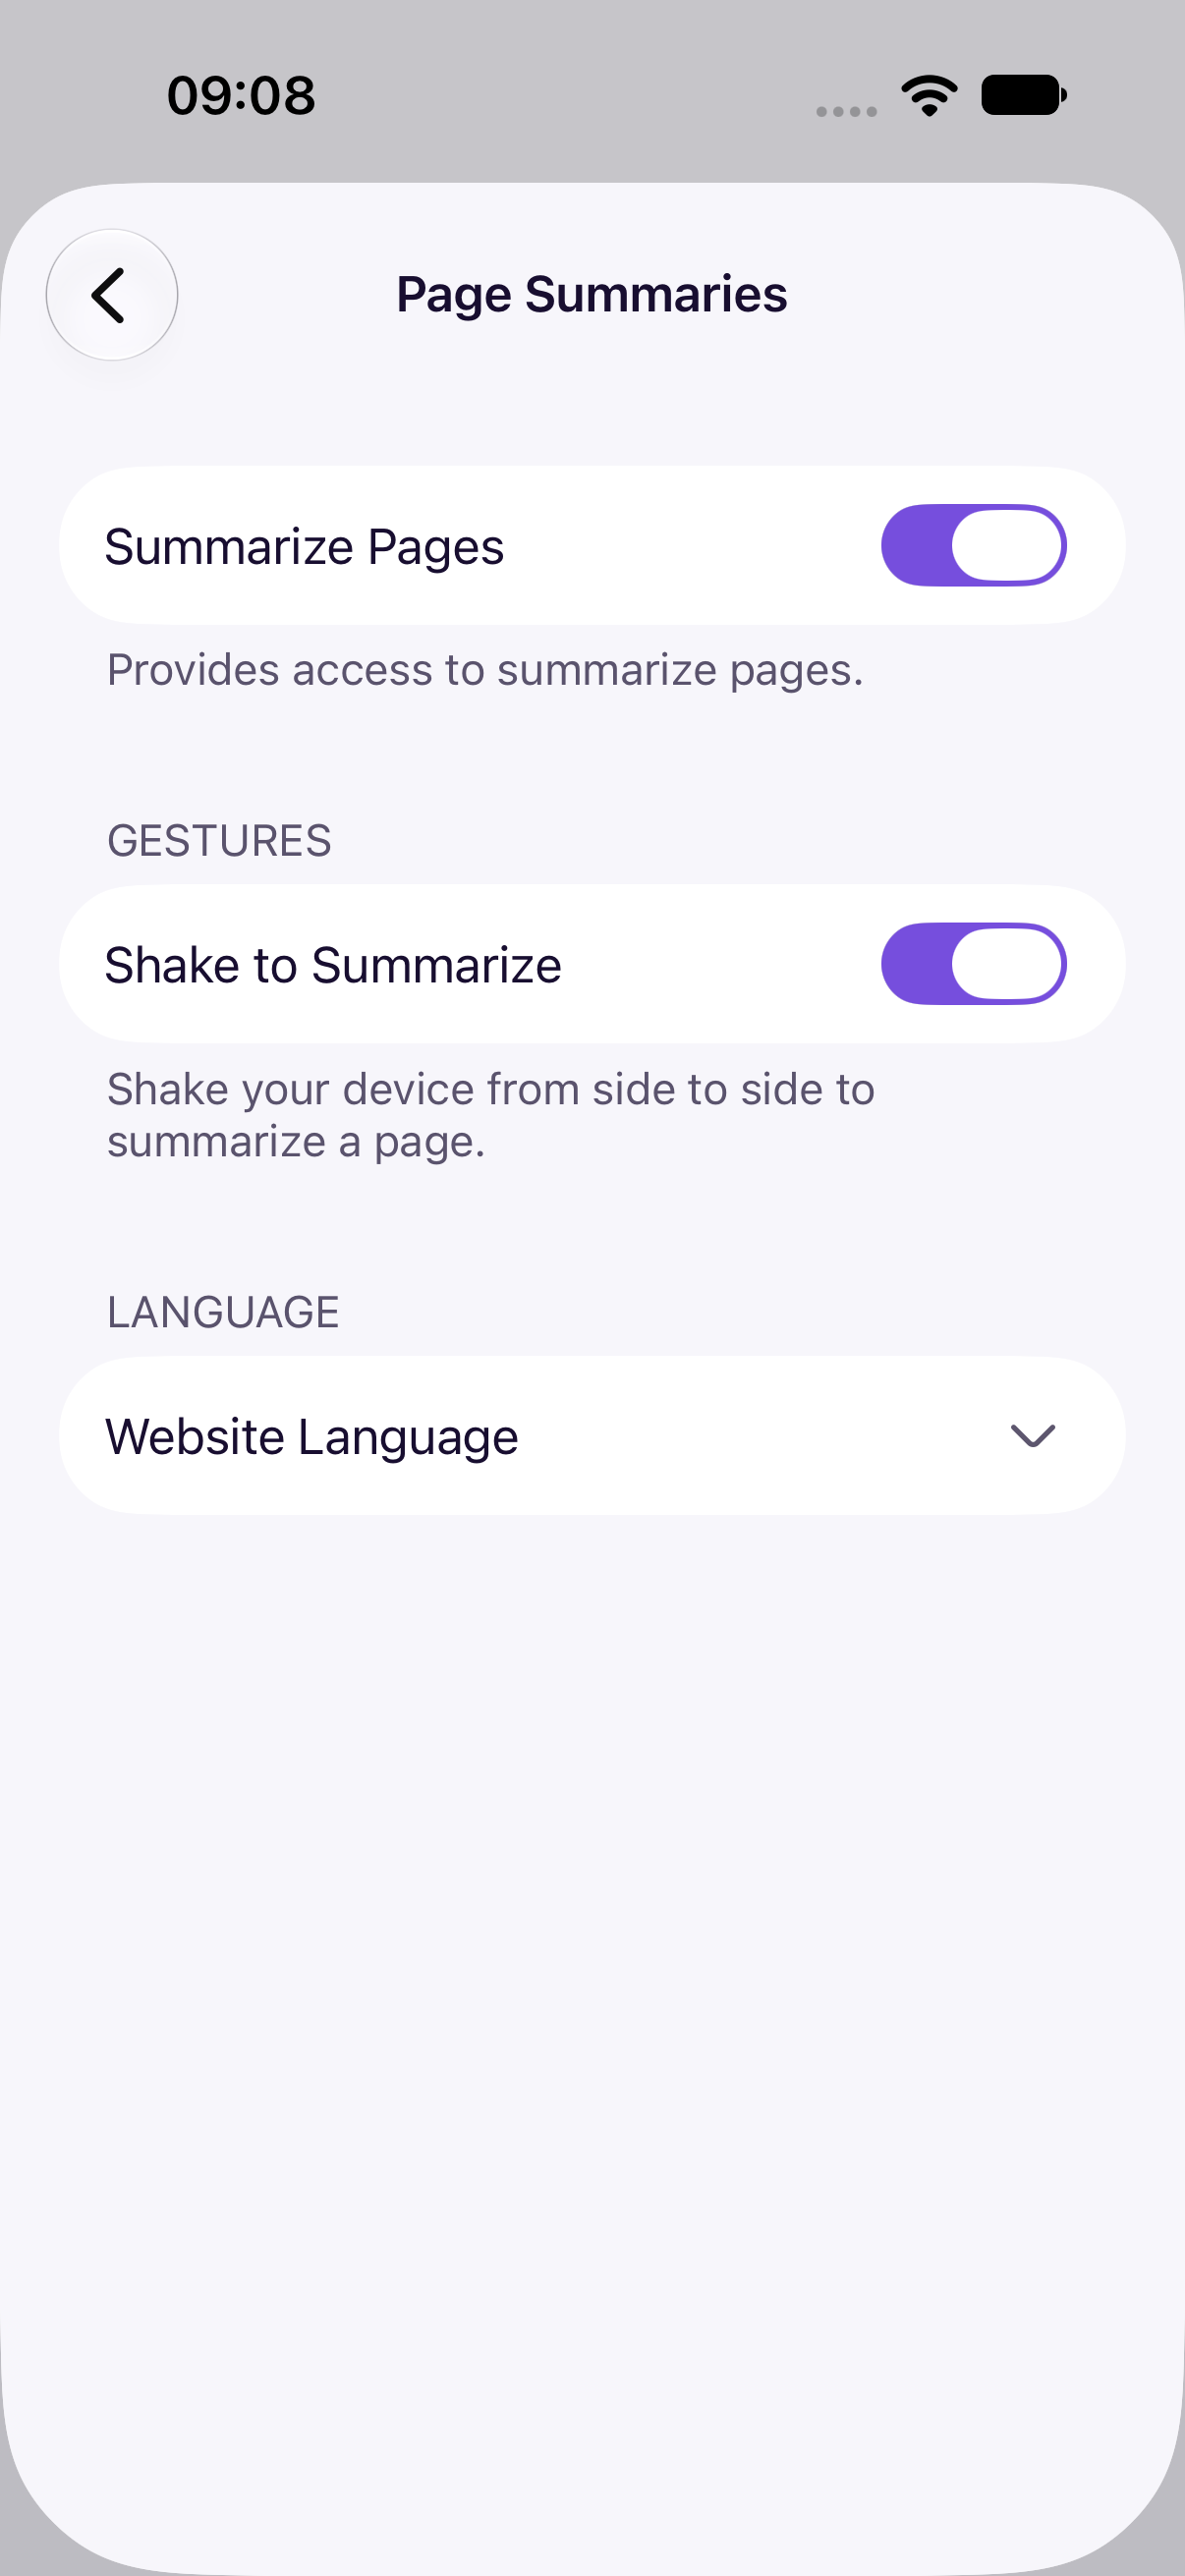 09:08
Page Summaries
Summarize Pages
Provides access to summarize pages.
GESTURES
Shake to Summarize
Shake your device from side to side to
summarize a page.
LANGUAGE
Website Language